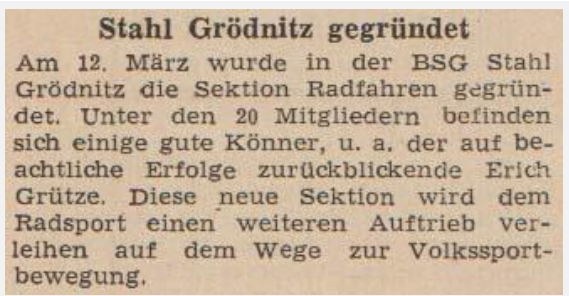 Stahl Grödnitz gegründet
Am 12. März wurde in der BSG Stahl
Grödnitz die Sektion Radfahren gegrün-
det. Unter den 20 Mitgliedern befinden
sich einige gute Könner, u. a. der auf be-
achtliche Erfolge zurückblickende Erich
Grütze. Diese neue Sektion wird dem
Radsport einen weiteren Auftrieb ver-
leihen auf dem Wege zur Volkssport-
bewegung.